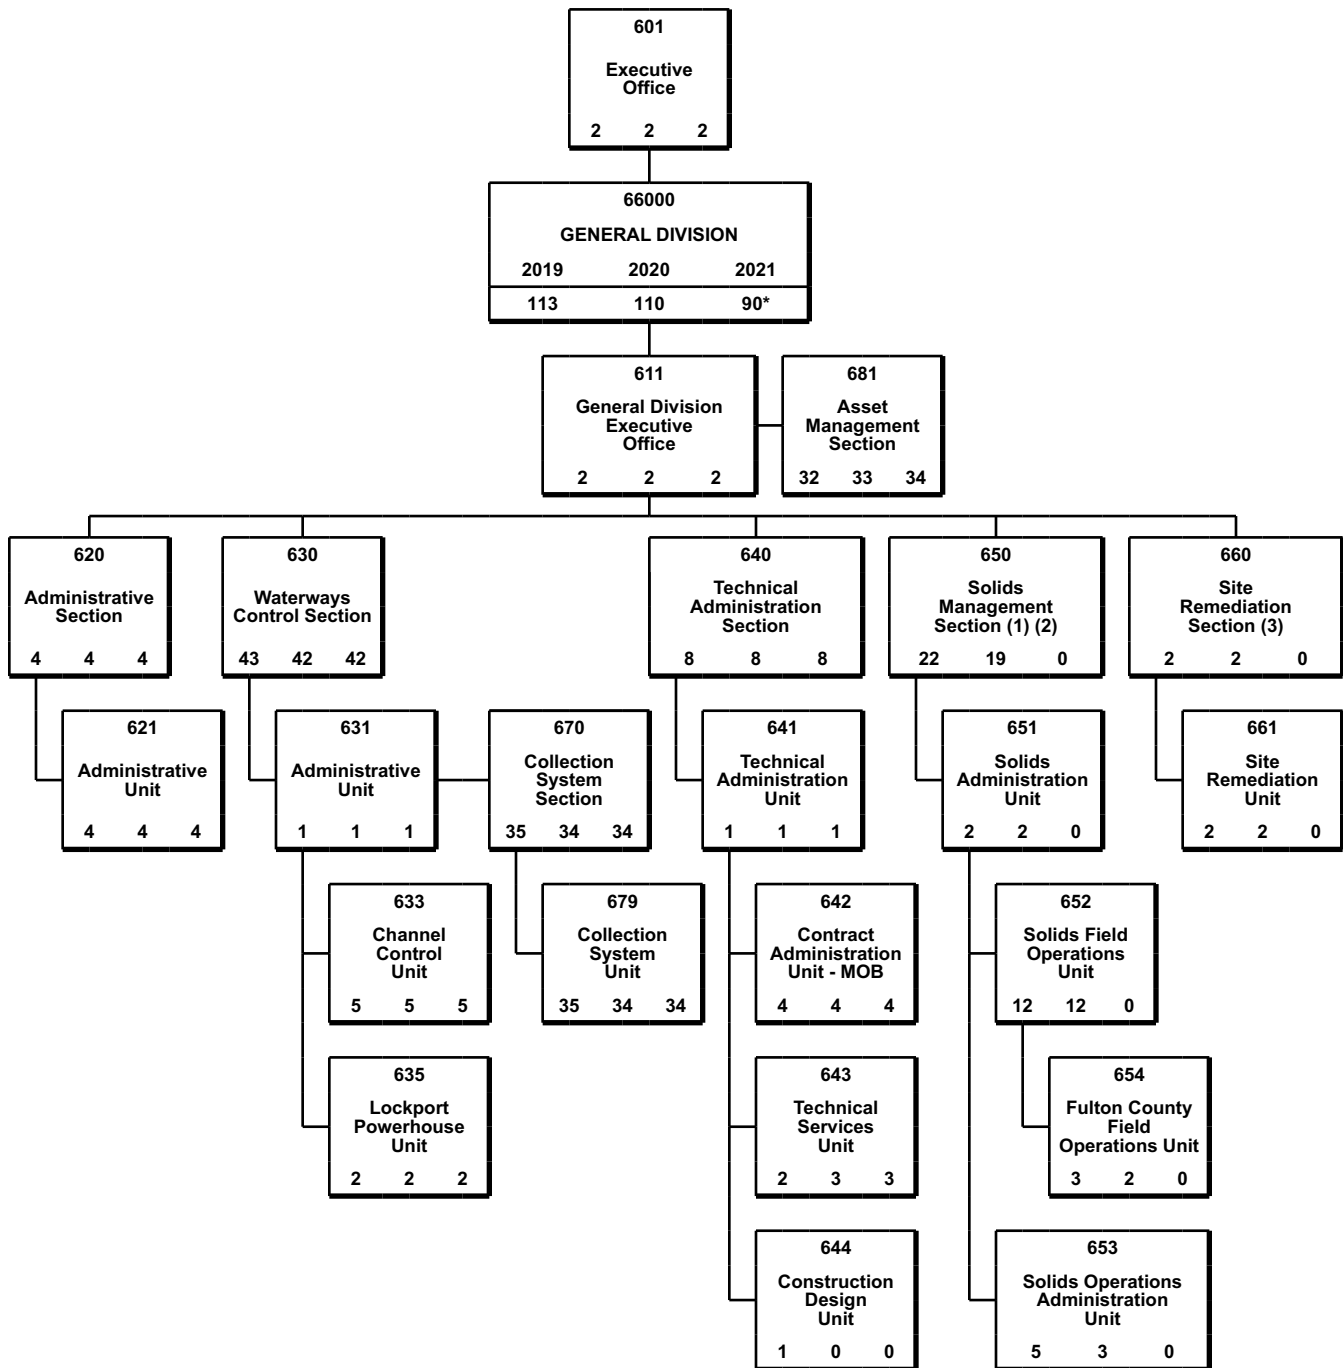 601
Executive
Office
2 2 2
66000
GENERAL DIVISION
2019 2020 2021
113 110 90*
611
General Division
Executive
Office
2 2 2
681
Asset
Management
Section
32 33 34
620
Administrative
Section
4 4 4
630
Waterways
Control Section
43 42 42
640
Technical
Administration
Section
8 8 8
650
Solids
Management
Section (1) (2)
22 19 0
660
Site
Remediation
Section (3)
2 2 0
621
Administrative
Unit
4 4 4
631
Administrative
Unit
1 1 1
670
Collection
System
Section
35 34 34
641
Technical
Administration
Unit
1 1 1
651
Solids
Administration
Unit
2 2 0
661
Site
Remediation
Unit
2 2 0
633
Channel
Control
Unit
5 5 5
679
Collection
System
Unit
35 34 34
642
Contract
Administration
Unit - MOB
4 4 4
652
Solids Field
Operations
Unit
12 12 0
635
Lockport
Powerhouse
Unit
2 2 2
643
Technical
Services
Unit
2 3 3
654
Fulton County
Field
Operations Unit
3 2 0
644
Construction
Design
Unit
1 0 0
653
Solids Operations
Administration
Unit
5 3 0